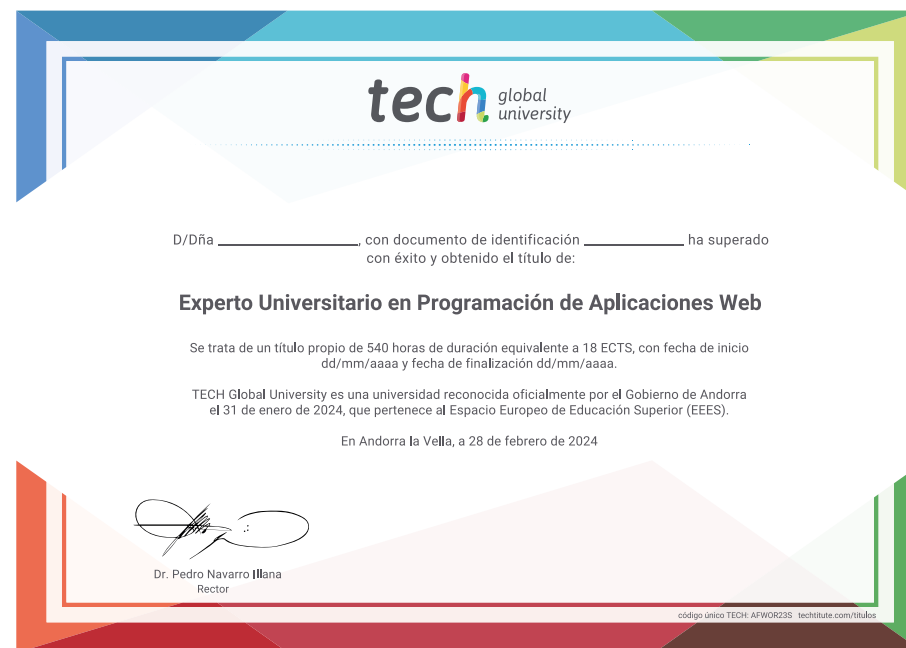 tech global
university
D/Dña ______________, con documento de identificación __________ ha superado
con éxito y obtenido el título de:
Experto Universitario en Programación de Aplicaciones Web
Se trata de un título propio de 540 horas de duración equivalente a 18 ECTS, con fecha de inicio
dd/mm/aaaa y fecha de finalización dd/mm/aaaa.
TECH Global University es una universidad reconocida oficialmente por el Gobierno de Andorra
el 31 de enero de 2024, que pertenece al Espacio Europeo de Educación Superior (EEES).
En Andorra la Vella, a 28 de febrero de 2024
Dr. Pedro Navarro Illana
Rector
código único TECH: AFWOR23S techtitute.com/titulos